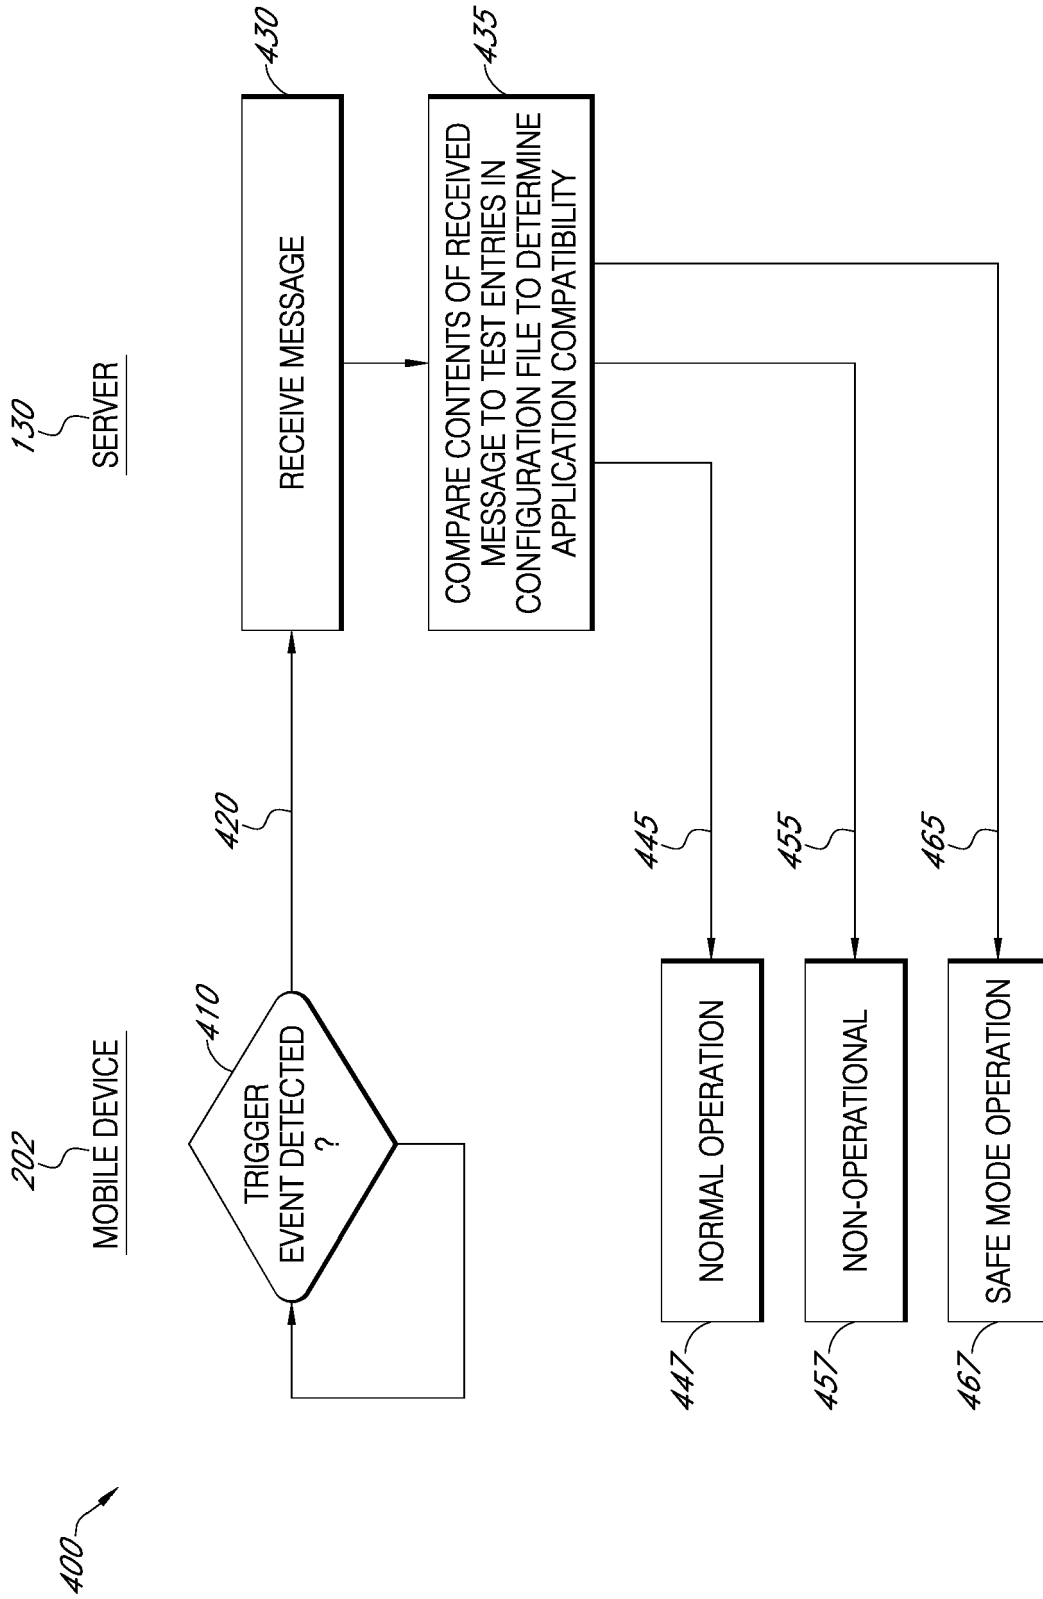 400
202
MOBILE DEVICE
130
SERVER
410
TRIGGER
EVENT DETECTED
?
420
430
RECEIVE MESSAGE
435
COMPARE CONTENTS OF RECEIVED
MESSAGE TO TEST ENTRIES IN
CONFIGURATION FILE TO DETERMINE
APPLICATION COMPATIBILITY
447
NORMAL OPERATION
445
457
NON-OPERATIONAL
455
467
SAFE MODE OPERATION
465